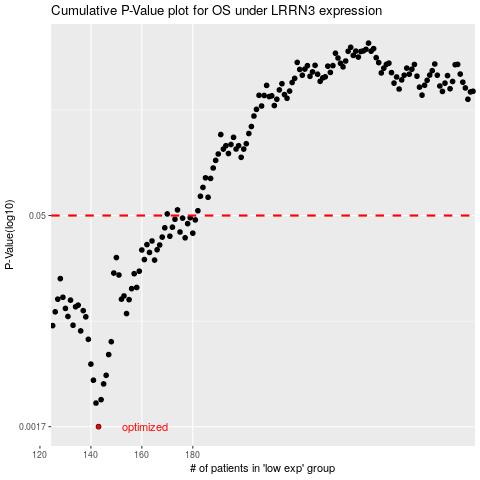 Cumulative P-Value plot for OS under LRRN3 expression
P-Value(log10)
0.05
0.0017
optimized
120 140 160 180
# of patients in 'low exp' group